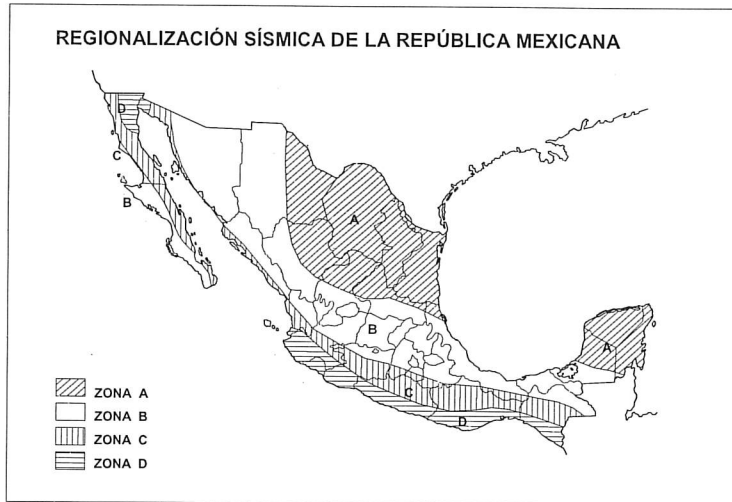 REGIONALIZACIÓN SÍSMICA DE LA REPÚBLICA MEXICANA
D
C
B
A
B
A
C
D
ZONA A
ZONA B
ZONA C
ZONA D